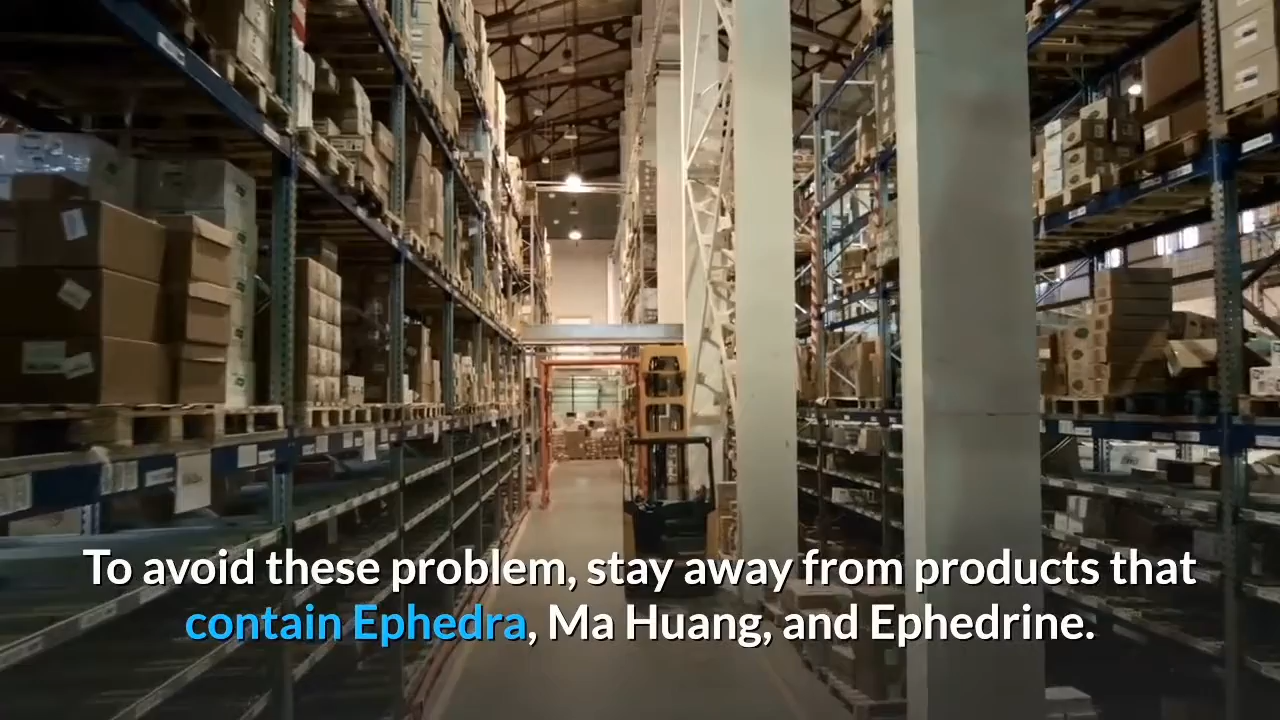 To avoid these problem, stay away from products that
contain Ephedra, Ma Huang, and Ephedrine.